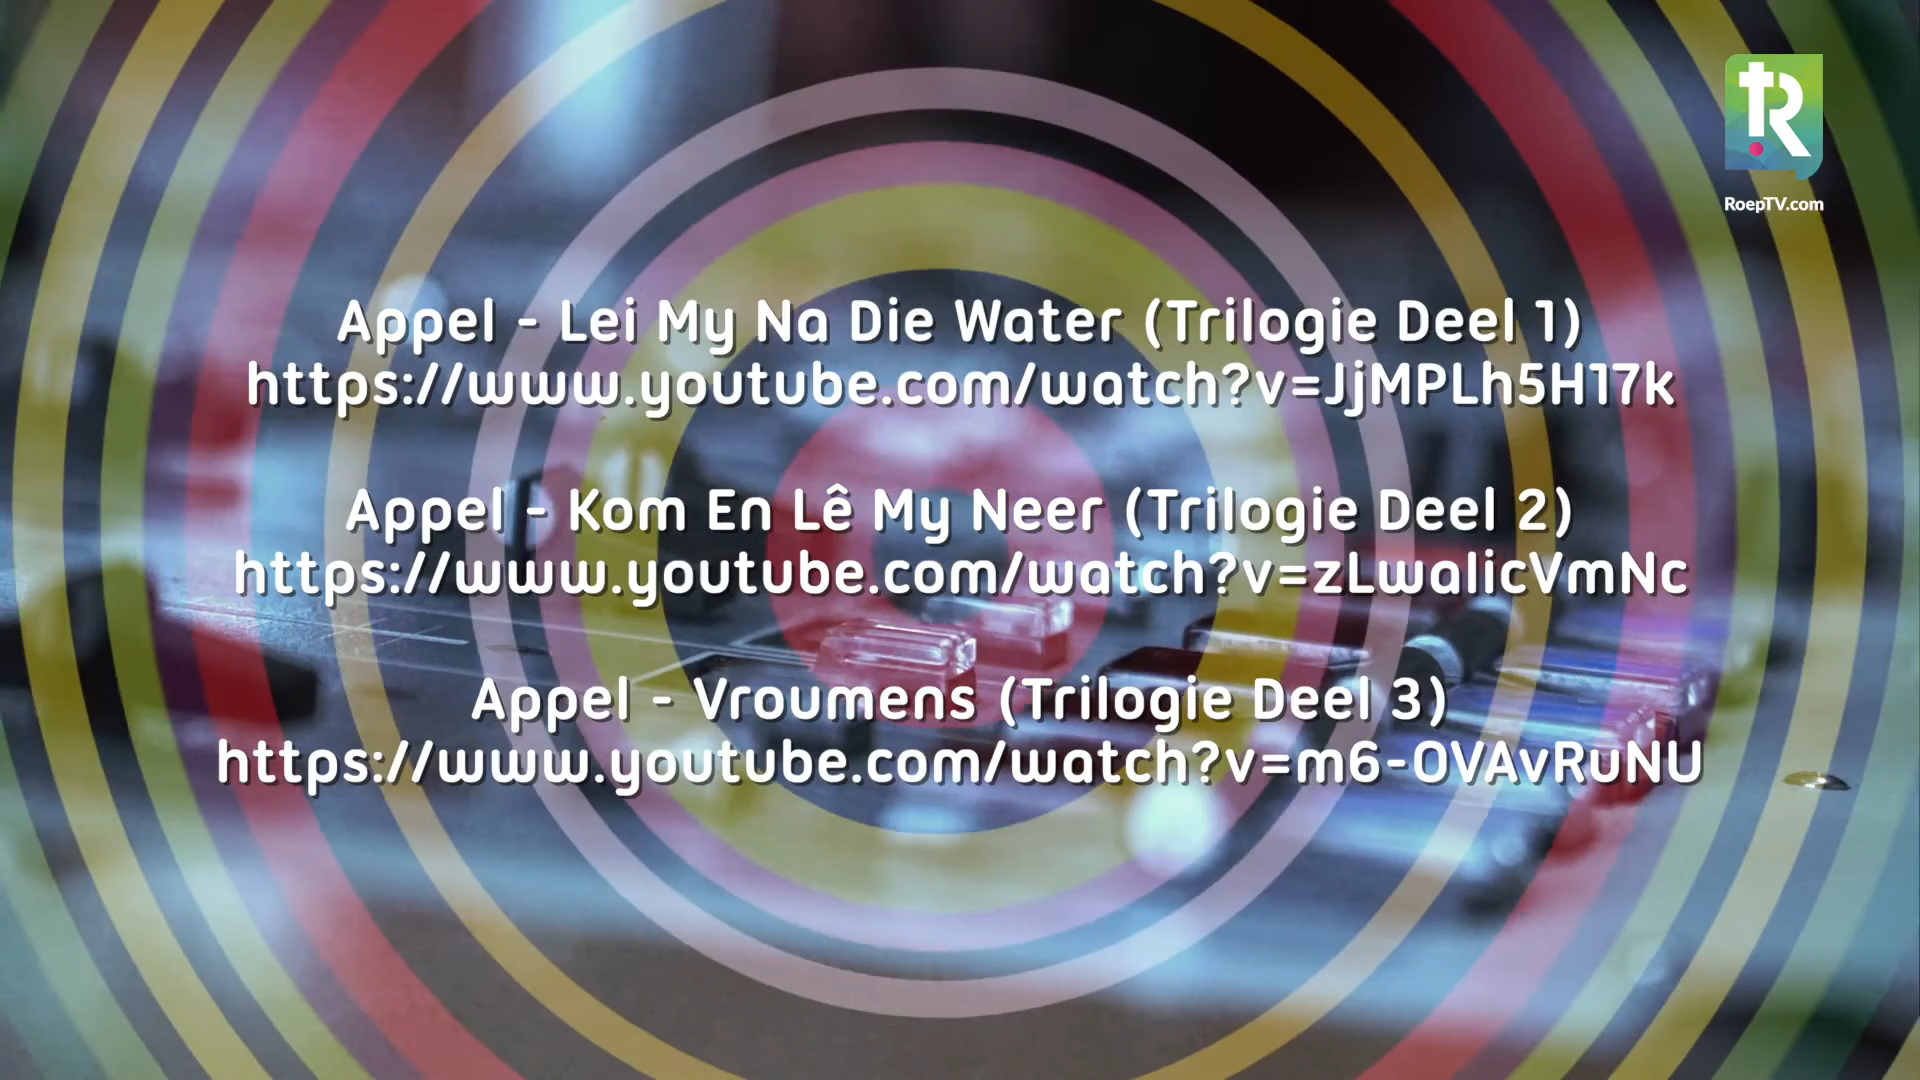 RoepTV.com
Appel - Lei My Na Die Water (Trilogie Deel 1)
https://www.youtube.com/watch?v=JjMPLh5H17k
Appel - Kom En Lê My Neer (Trilogie Deel 2)
https://www.youtube.com/watch?v=zLwalicVmNc
Appel - Vroumens (Trilogie Deel 3)
https://www.youtube.com/watch?v=m6-OVAvRuNU